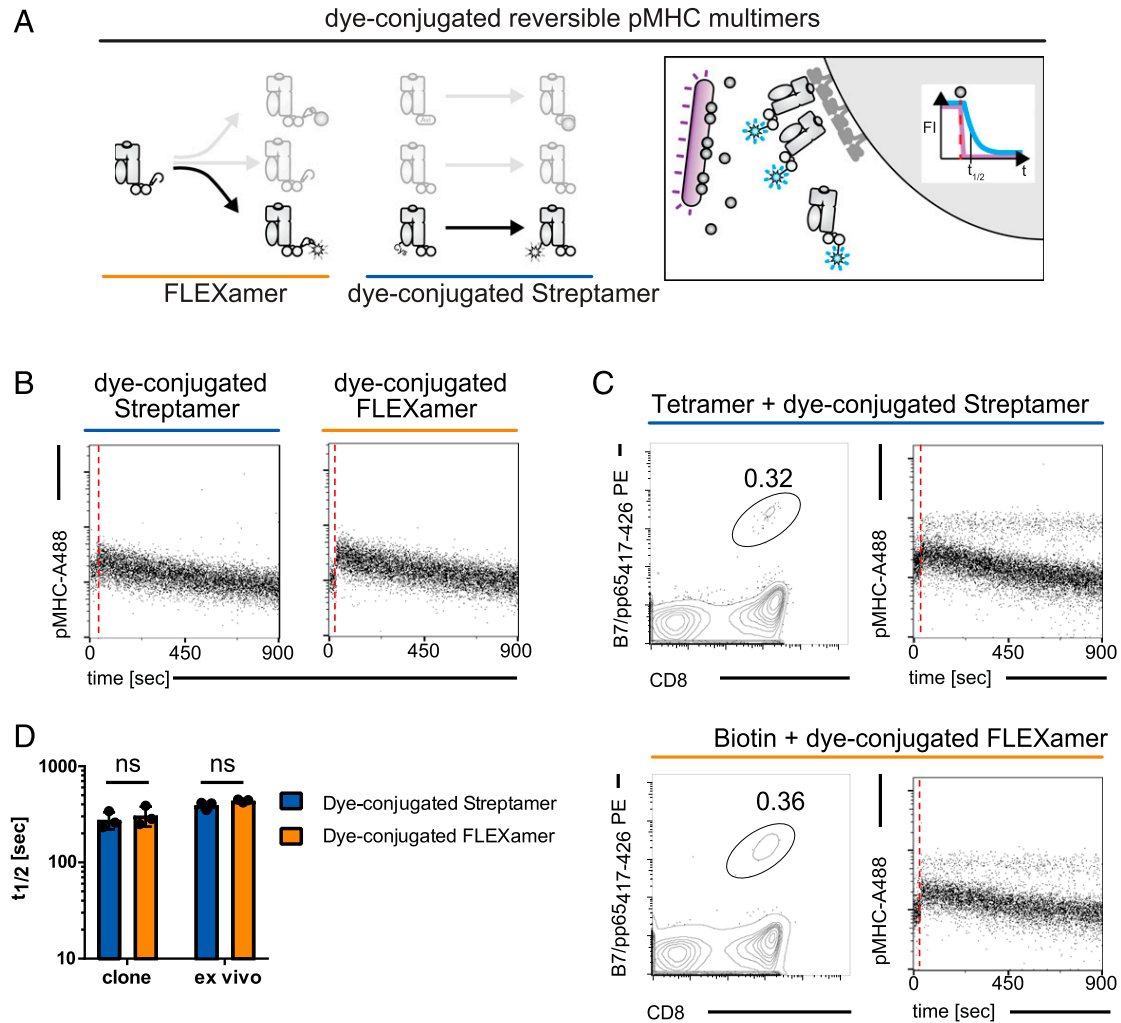 A
dye-conjugated reversible pMHC multimers
FLEXamer
dye-conjugated Streptamer
FI
t1/2
t
B
dye-conjugated
Streptamer
dye-conjugated
FLEXamer
pMHC-A488
0
450
900
0
450
900
time [sec]
C
Tetramer + dye-conjugated Streptamer
B7/pp65417-426 PE
0.32
CD8
pMHC-A488
0
450
900
time [sec]
Biotin + dye-conjugated FLEXamer
B7/pp65417-426 PE
0.36
CD8
pMHC-A488
0
450
900
time [sec]
D
t1/2 [sec]
1000
100
10
ns
ns
clone
ex vivo
Dye-conjugated Streptamer
Dye-conjugated FLEXamer